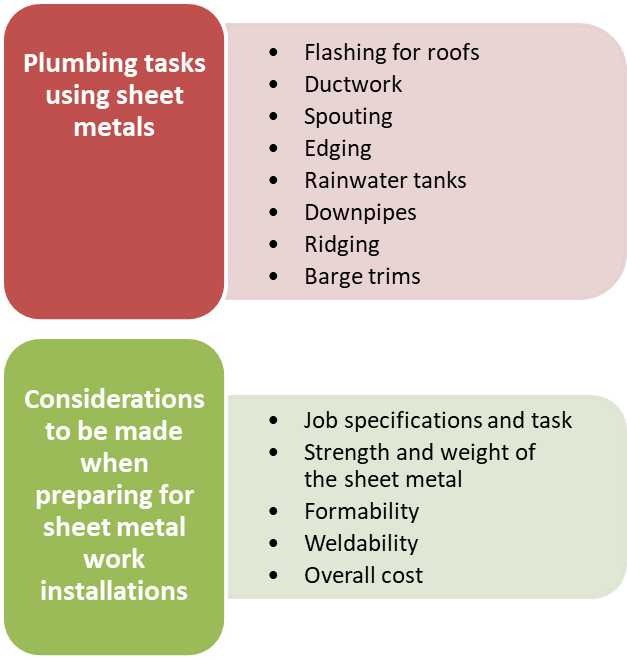 Plumbing tasks
using sheet
metals
• Flashing for roofs
• Ductwork
• Spouting
• Edging
• Rainwater tanks
• Downpipes
• Ridging
• Barge trims
Considerations
to be made
when
preparing for
sheet metal
work
installations
• Job specifications and task
• Strength and weight of
the sheet metal
• Formability
• Weldability
• Overall cost